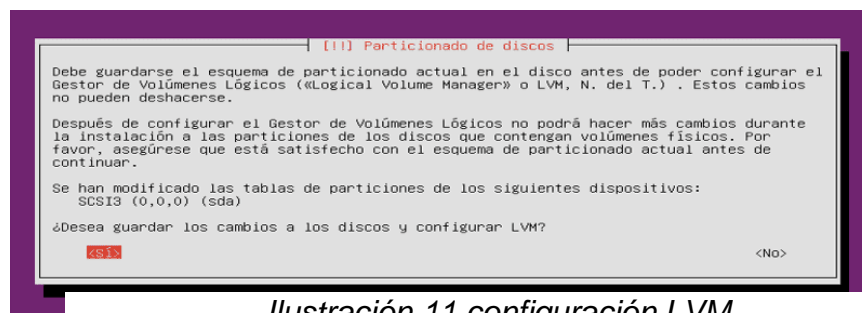 [!!] Particionado de discos
Debe guardarse el esquema de particionado actual en el disco antes de poder configurar el
Gestor de Volúmenes Lógicos («Logical Volume Manager» o LVM, N. del T.) . Estos cambios
no pueden deshacerse.
Después de configurar el Gestor de Volúmenes Lógicos no podrá hacer más cambios durante
la instalación a las particiones de los discos que contengan volúmenes físicos. Por
favor, asegúrese que está satisfecho con el esquema de particionado actual antes de
continuar.
Se han modificado las tablas de particiones de los siguientes dispositivos:
SCSI3 (0,0,0) (sda)
¿Desea guardar los cambios a los discos y configurar LVM?
<Sí> <No>
Ilustración 11 configuración LVM